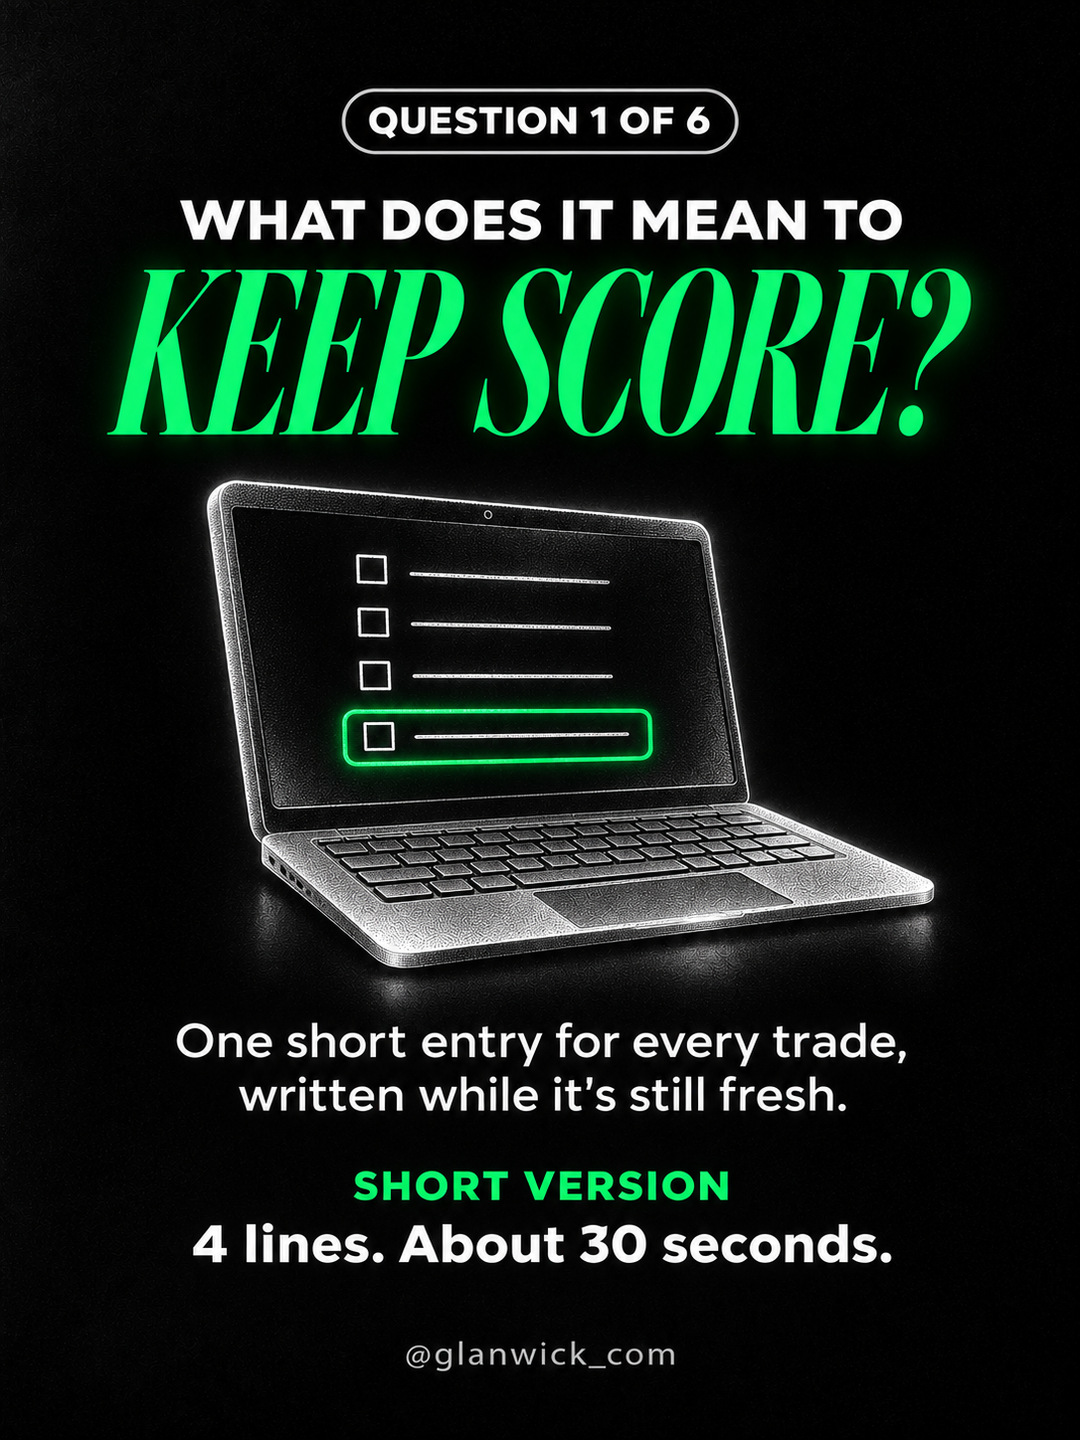 QUESTION 1 OF 6
WHAT DOES IT MEAN TO
KEEP SCORE?
One short entry for every trade,
written while it’s still fresh.
SHORT VERSION
4 lines. About 30 seconds.
@glanwick_com